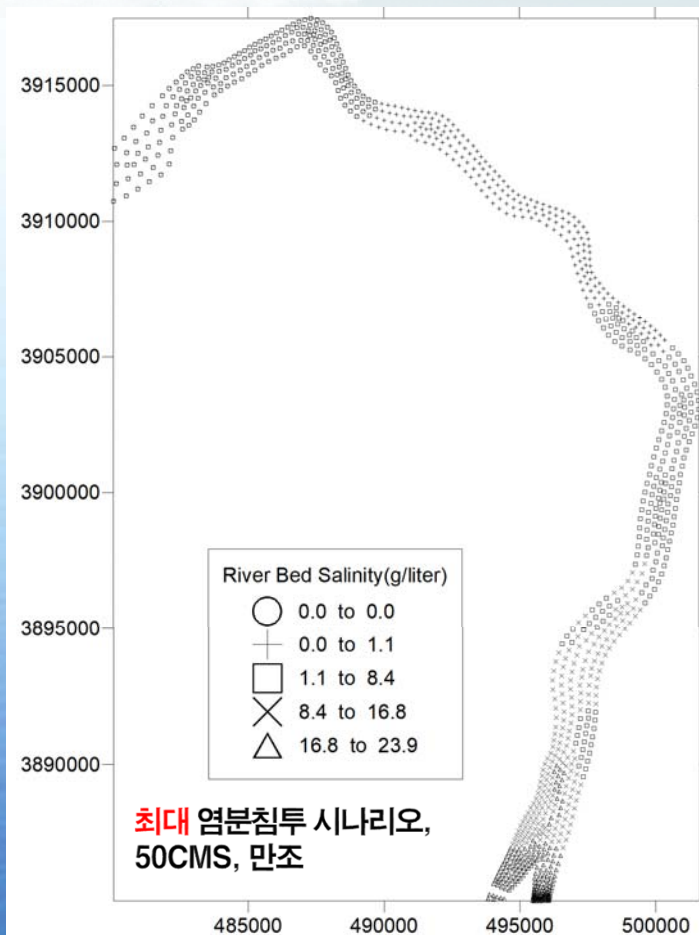 3915000
3910000
3905000
3900000
3895000
3890000
River Bed Salinity(g/liter)
0.0 to 0.0
0.0 to 1.1
1.1 to 8.4
8.4 to 16.8
16.8 to 23.9
최대 염분침투 시나리오,
50CMS, 만조
485000 490000 495000 500000